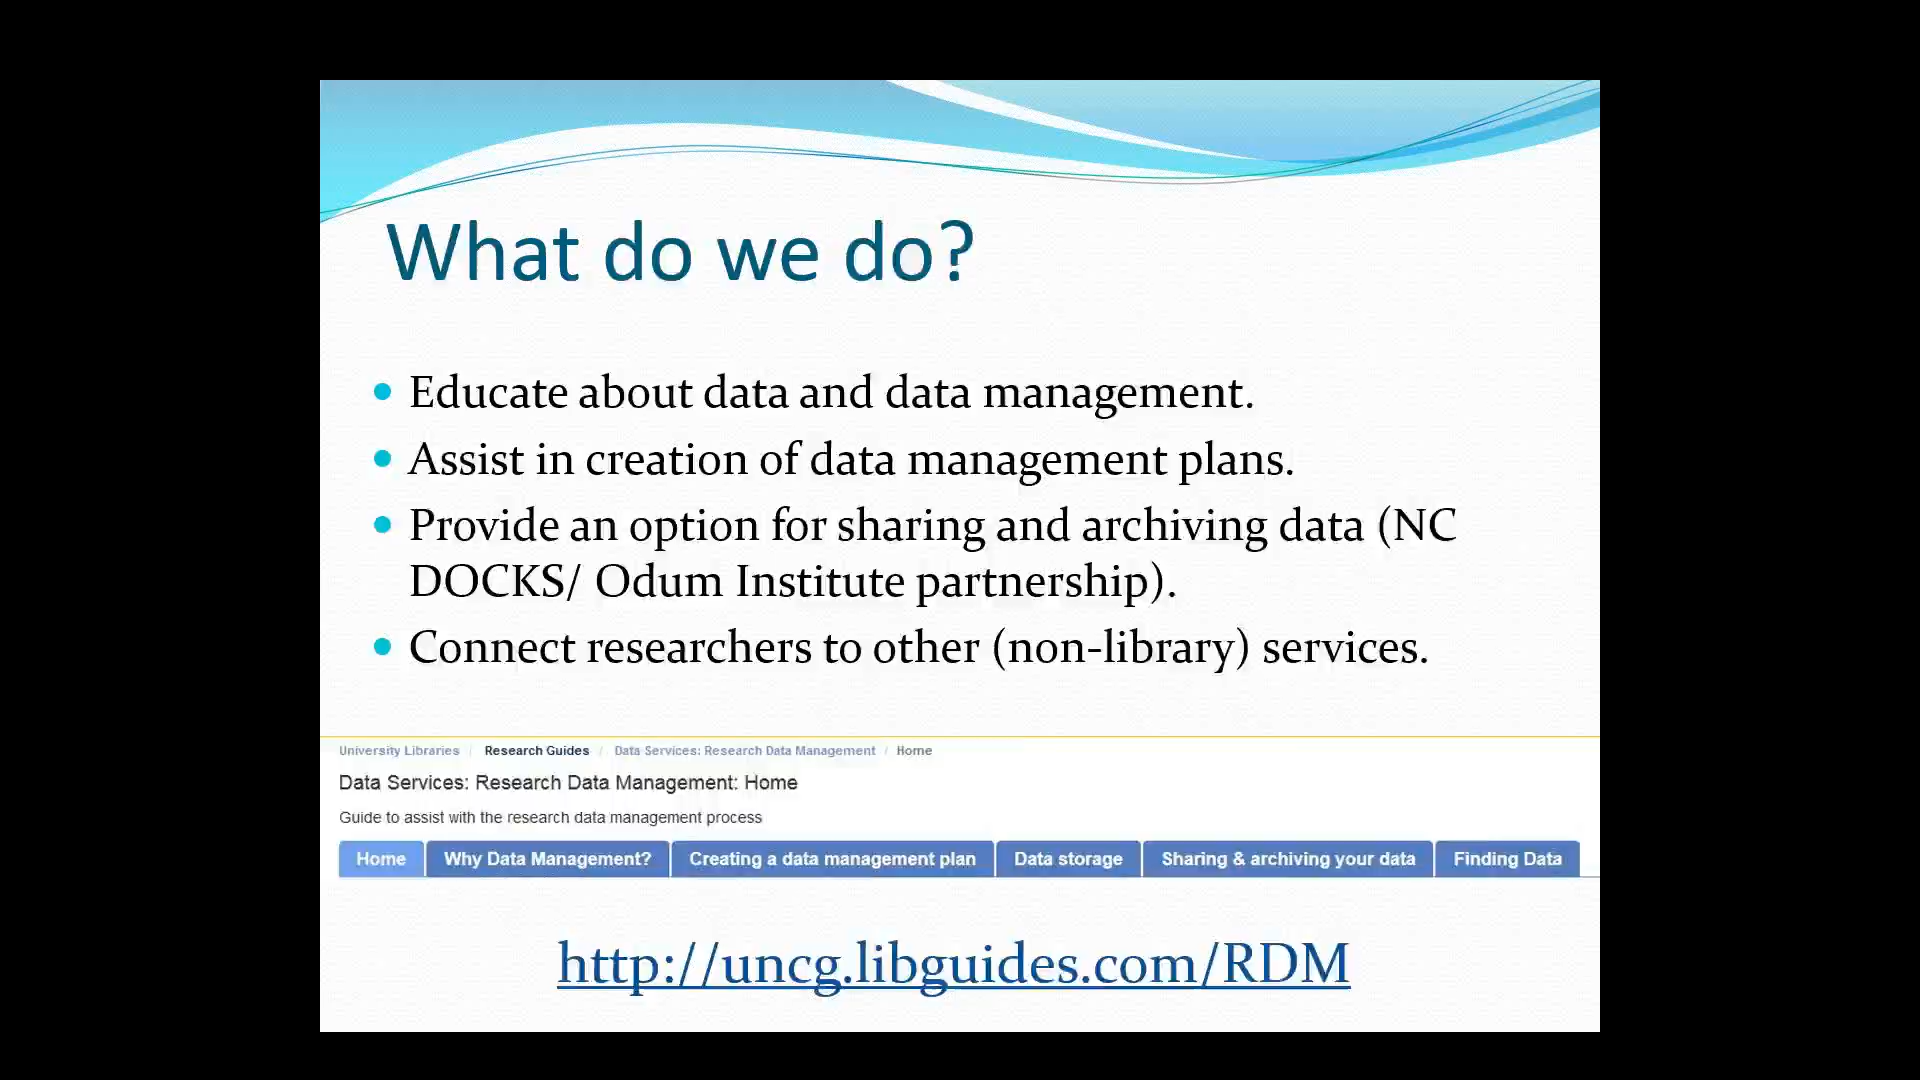 What do we do?
• Educate about data and data management.
• Assist in creation of data management plans.
• Provide an option for sharing and archiving data (NC
DOCKS/ Odum Institute partnership).
• Connect researchers to other (non-library) services.
University Libraries / Research Guides / Data Services: Research Data Management / Home
Data Services: Research Data Management: Home
Guide to assist with the research data management process
Home Why Data Management? Creating a data management plan Data storage Sharing & archiving your data Finding Data
http://uncg.libguides.com/RDM